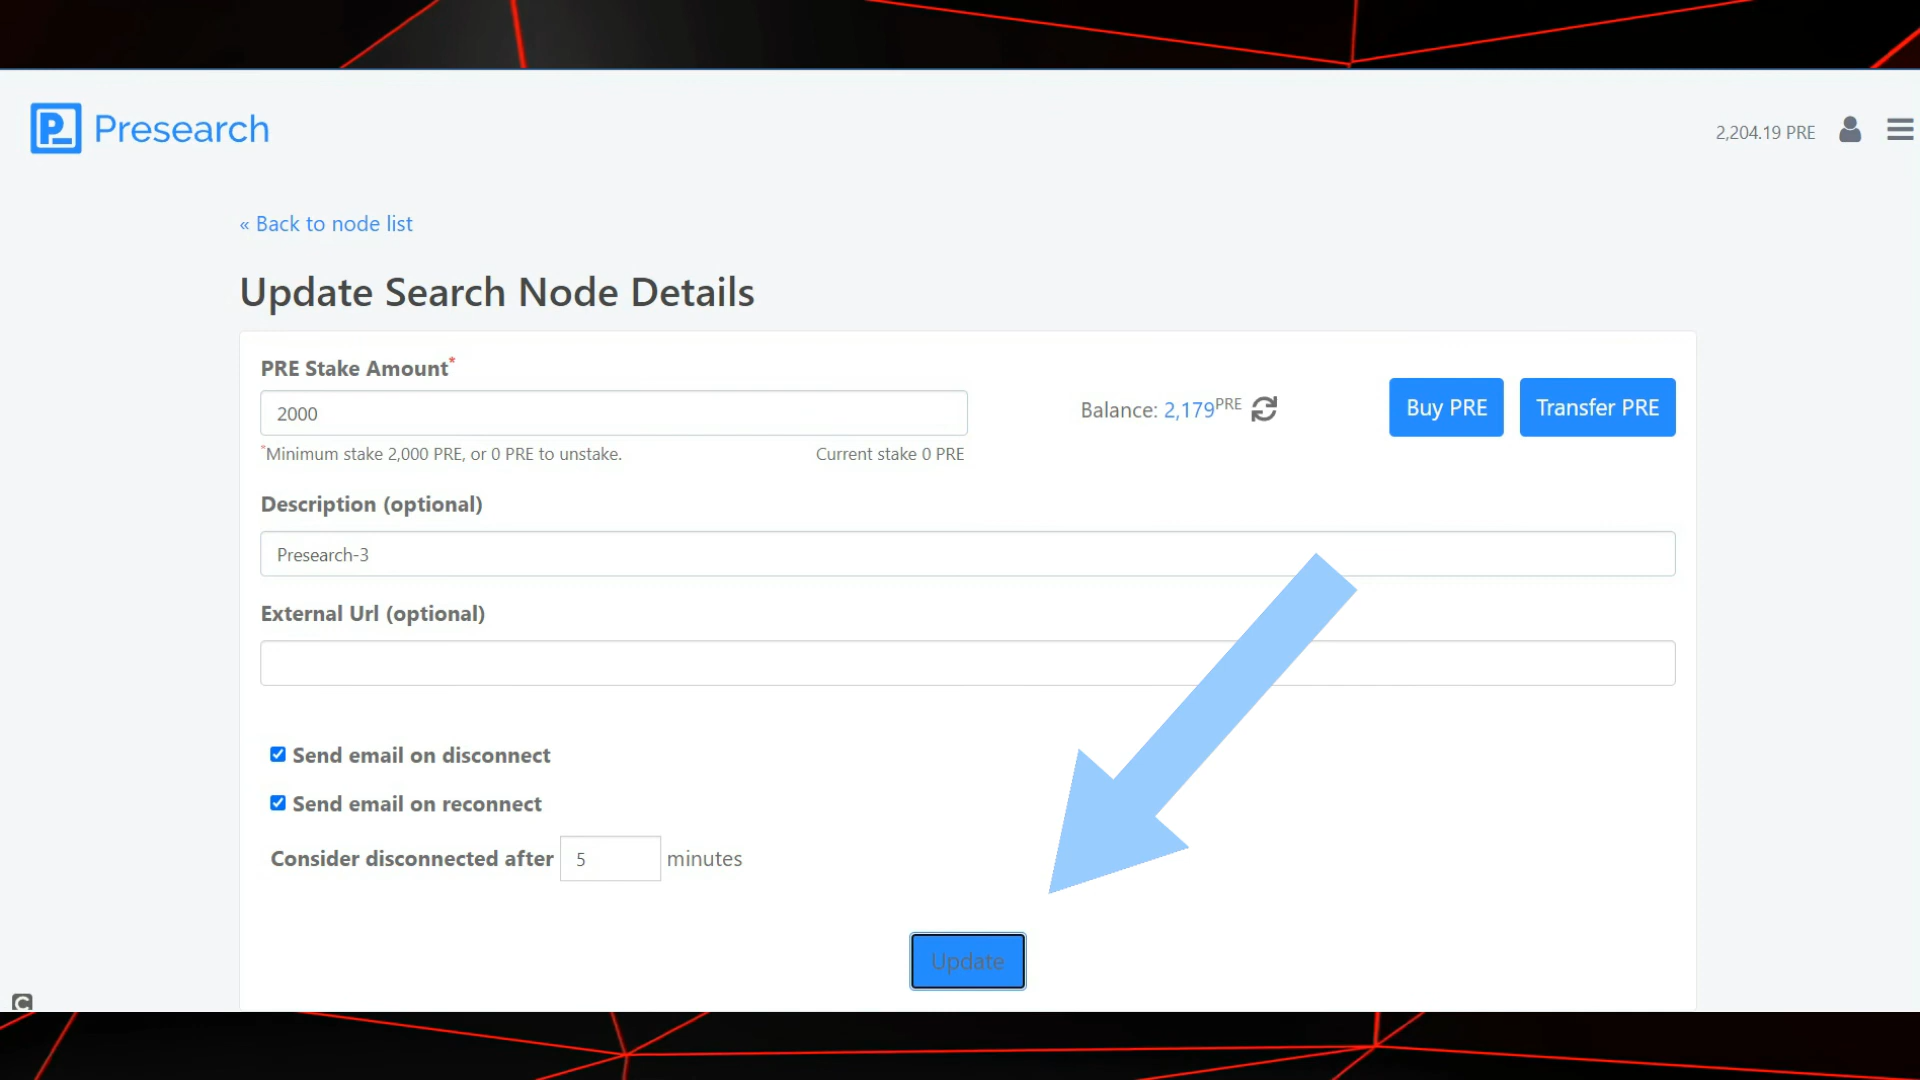 Presearch
2,204.19 PRE
« Back to node list
Update Search Node Details
PRE Stake Amount*
2000
Balance: 2,179 PRE
Buy PRE
Transfer PRE
*Minimum stake 2,000 PRE, or 0 PRE to unstake.
Current stake 0 PRE
Description (optional)
Presearch-3
External Url (optional)
Send email on disconnect
Send email on reconnect
Consider disconnected after 5 minutes
Update